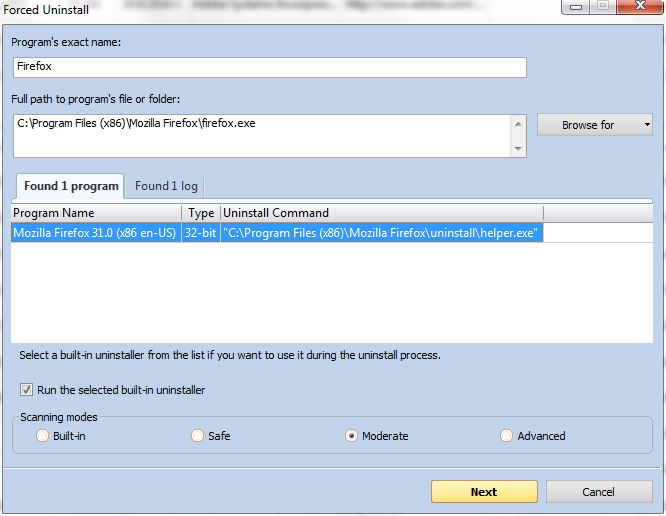 Forced Uninstall
Program's exact name:
Firefox
Full path to program's file or folder:
C:\Program Files (x86)\Mozilla Firefox\firefox.exe
Browse for
Found 1 program
Found 1 log
Program Name Type Uninstall Command
Mozilla Firefox 31.0 (x86 en-US) 32-bit "C:\Program Files (x86)\Mozilla Firefox\uninstall\helper.exe"
Select a built-in uninstaller from the list if you want to use it during the uninstall process.
Run the selected built-in uninstaller
Scanning modes
Built-in Safe Moderate Advanced
Next Cancel